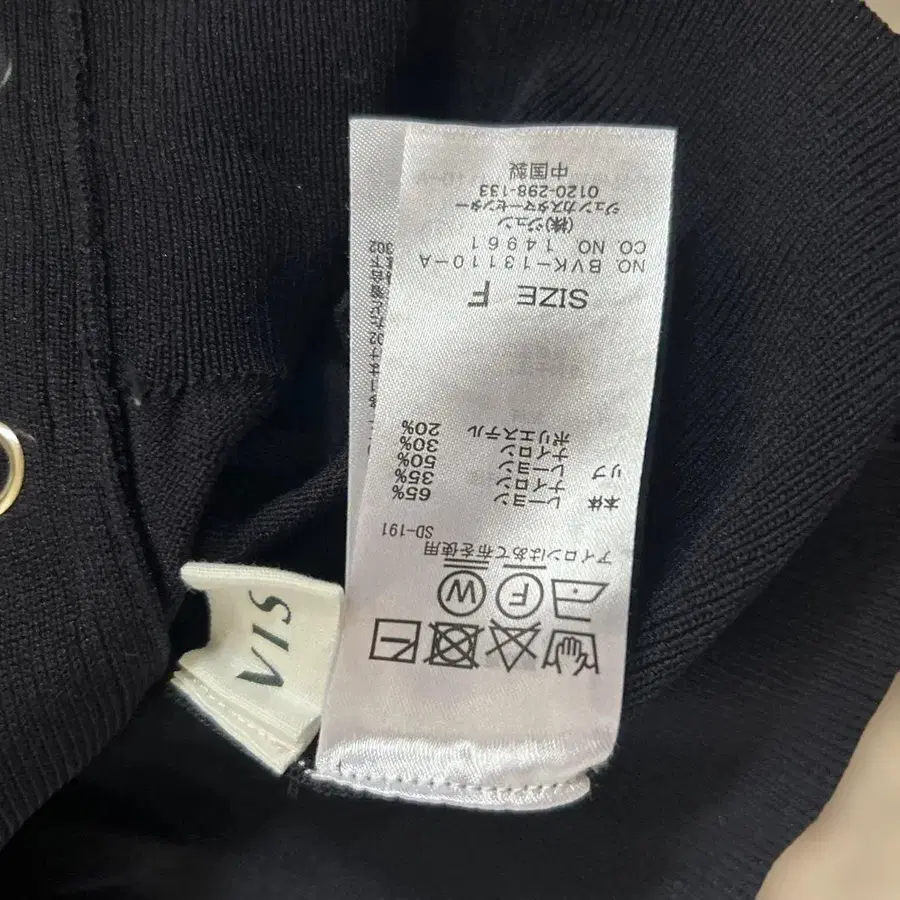 アイロンはあて布を使用
SD-191
本体
レーヨン 65%
ナイロン 35%
リブ
レーヨン 50%
ナイロン 30%
ポリエステル 20%
SIZE F
NO. BVK-13110-A
CO. NO. 14961
(株)ジュン
ジュンカスタマーセンター
0120-298-133
中国製
VIS
302
F
W